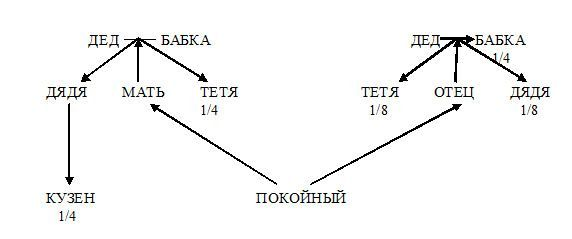 ДЕД БАБКА ДЕД БАБКА
1/4
ДЯДЯ МАТЬ ТЕТЯ ТЕТЯ ОТЕЦ ДЯДЯ
1/4 1/8 1/8
КУЗЕН ПОКОЙНЫЙ
1/4